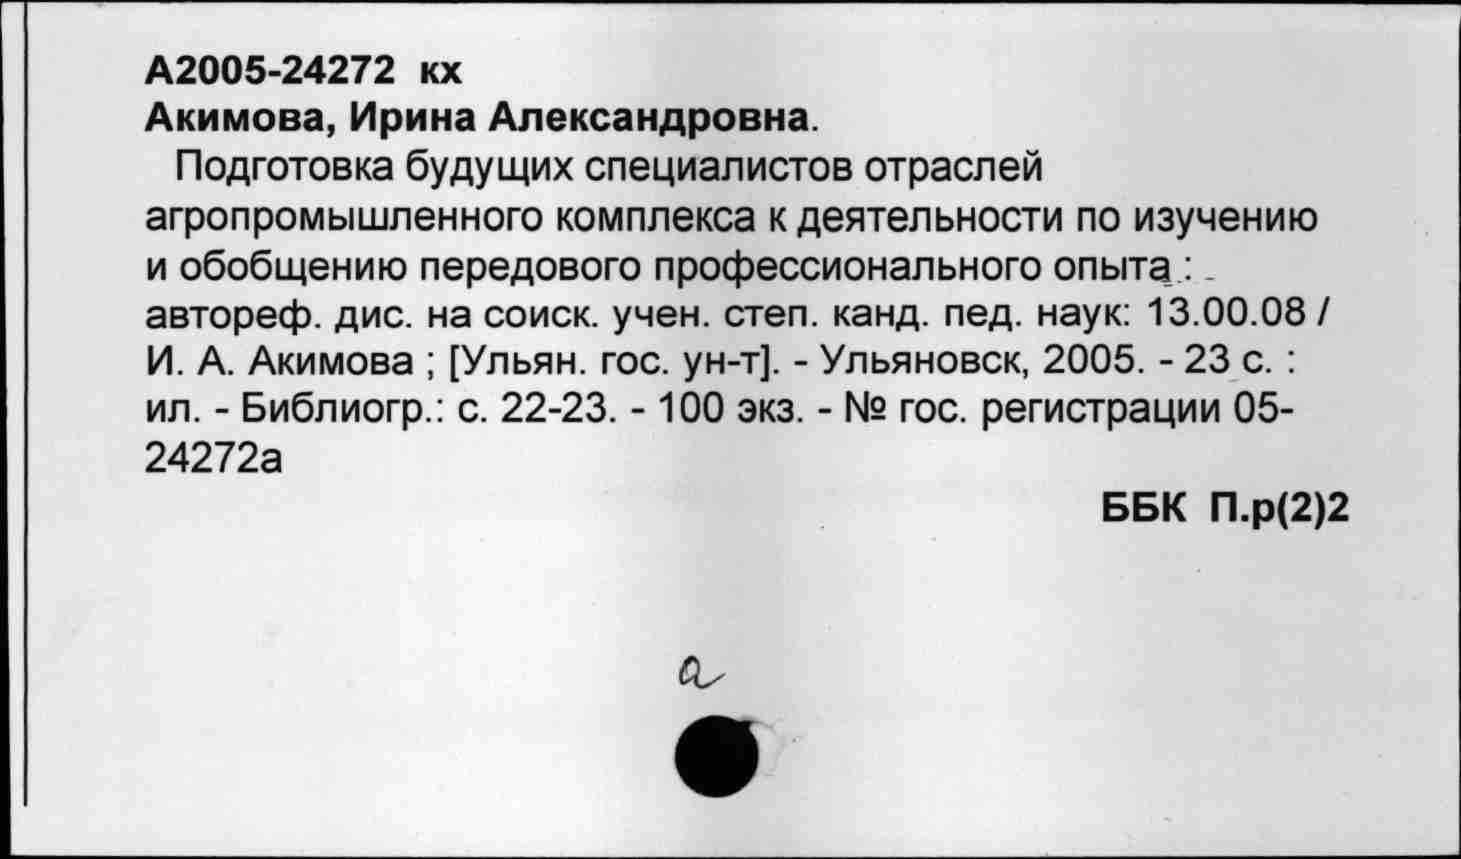 А2005-24272 кх
Акимова, Ирина Александровна.
Подготовка будущих специалистов отраслей
агропромышленного комплекса к деятельности по изучению
и обобщению передового профессионального опыта :
автореф. дис. на соиск. учен. степ. канд. пед. наук: 13.00.08 /
И. А. Акимова ; [Ульян. гос. ун-т]. - Ульяновск, 2005. - 23 с. :
ил. - Библиогр.: с. 22-23. - 100 экз. - № гос. регистрации 05-
24272а
ББК П.р(2)2
а